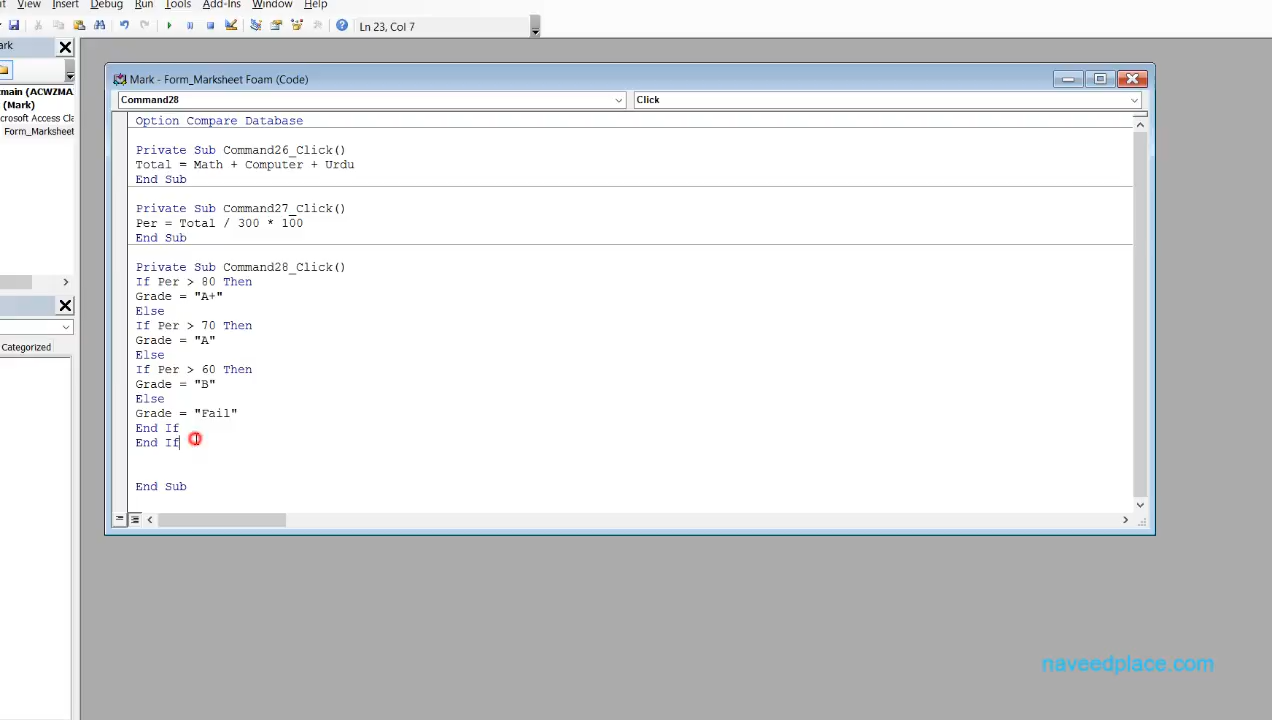 View Insert Debug Run Tools Add-Ins Window Help
Ln 23, Col 7
Mark - Form_Marksheet Foam (Code)
(Mark)
Form_Marksheet
Categorized
Command28 Click
Option Compare Database
Private Sub Command26_Click()
Total = Math + Computer + Urdu
End Sub
Private Sub Command27_Click()
Per = Total / 300 * 100
End Sub
Private Sub Command28_Click()
If Per > 80 Then
Grade = "A+"
Else
If Per > 70 Then
Grade = "A"
Else
If Per > 60 Then
Grade = "B"
Else
Grade = "Fail"
End If
End If
End Sub
naveedplace.com